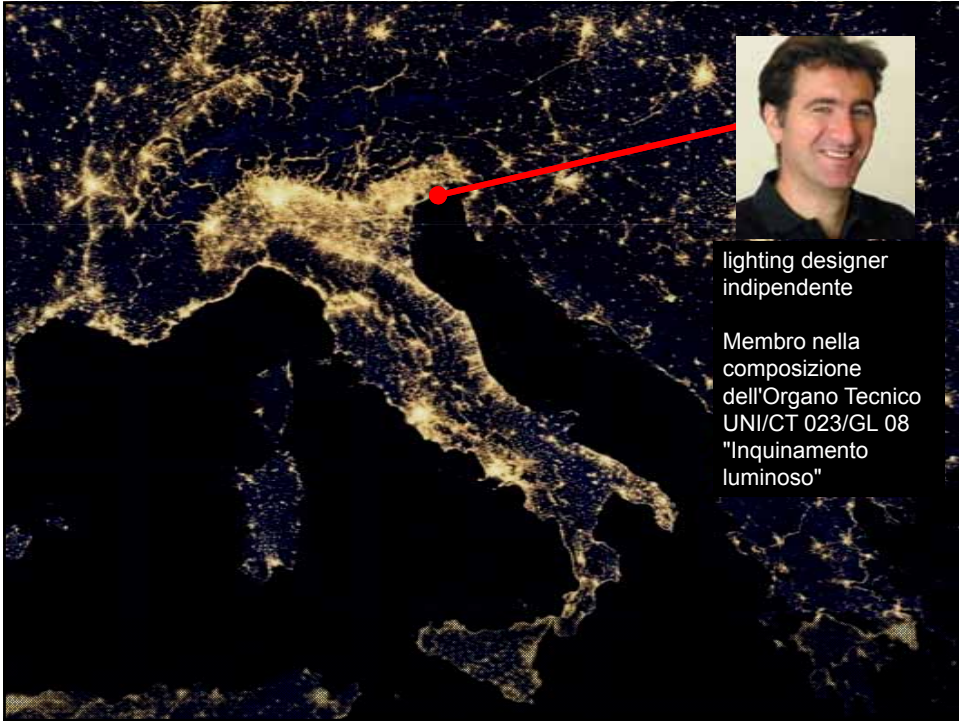 lighting designer
indipendente
Membro nella
composizione
dell'Organo Tecnico
UNI/CT 023/GL 08
"Inquinamento
luminoso"